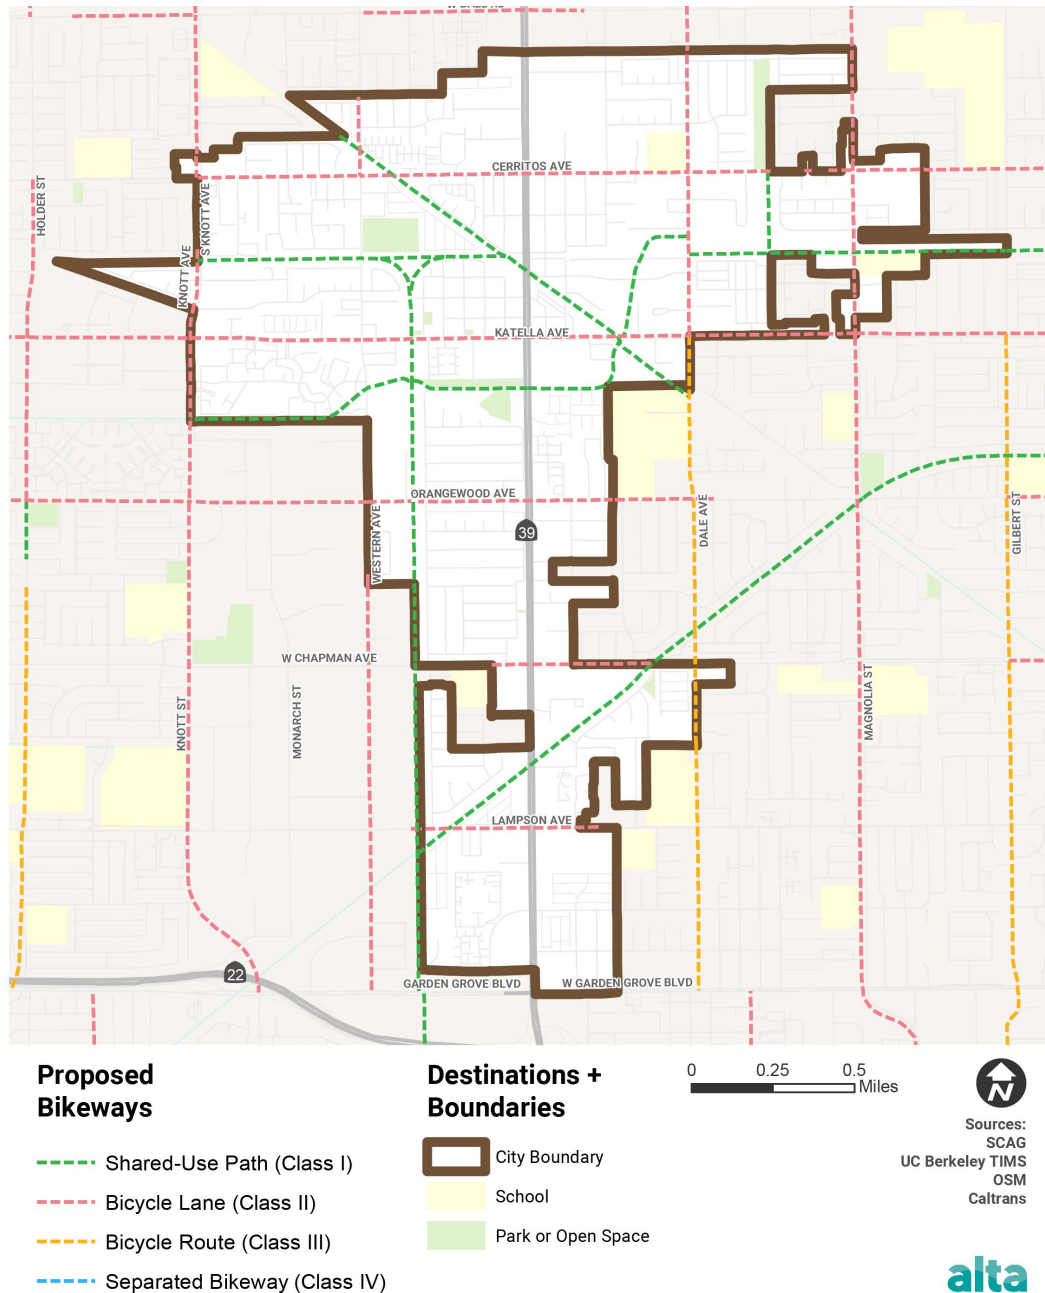 W BALL RD
CERRITOS AVE
HOLDER ST
S KNOTT AVE
KNOTT AVE
KATELLA AVE
ORANGEWOOD AVE
39
DALE AVE
GILBERT ST
WESTERN AVE
W CHAPMAN AVE
KNOTT ST
MONARCH ST
MAGNOLIA ST
LAMPSON AVE
22
GARDEN GROVE BLVD
W GARDEN GROVE BLVD
Proposed
Bikeways
Shared-Use Path (Class I)
Bicycle Lane (Class II)
Bicycle Route (Class III)
Separated Bikeway (Class IV)
Destinations +
Boundaries
City Boundary
School
Park or Open Space
0 0.25 0.5
Miles
N
Sources:
SCAG
UC Berkeley TIMS
OSM
Caltrans
alta